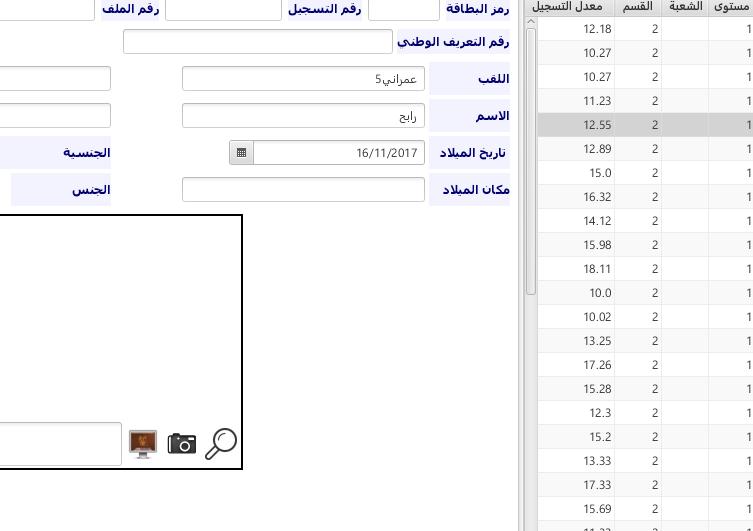 مستوى الشعبة القسم معدل التسجيل
1 2 12.18
1 2 10.27
1 2 10.27
1 2 11.23
1 2 12.55
1 2 12.89
1 2 15.0
1 2 16.32
1 2 14.12
1 2 15.98
1 2 18.11
1 2 10.0
1 2 10.02
1 2 13.25
1 2 17.26
1 2 15.28
1 2 12.3
1 2 15.2
1 2 13.33
1 2 17.33
1 2 15.69
رمز البطاقة رقم التسجيل رقم الملف
رقم التعريف الوطني
اللقب عمراني5
الاسم رابح
تاريخ الميلاد 16/11/2017 الجنسية
مكان الميلاد الجنس